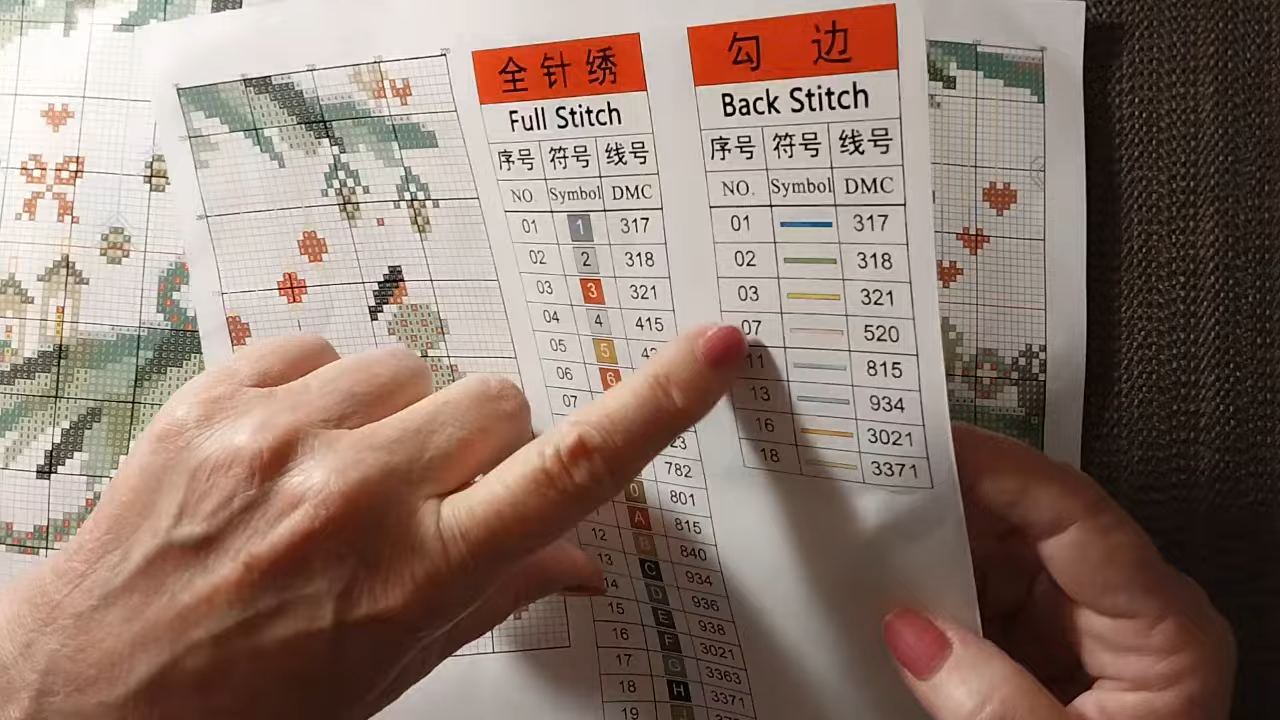 全针绣
Full Stitch
序号 符号 线号
NO. Symbol DMC
01 1 317
02 2 318
03 3 321
04 4 415
05 5
06 6
07
782
801
A 815
12 B 840
13 C 934
14 D 936
15 E 938
16 F 3021
17 G 3363
18 H 3371
19
勾 边
Back Stitch
序号 符号 线号
NO. Symbol DMC
01 317
02 318
03 321
07 520
11 815
13 934
16 3021
18 3371